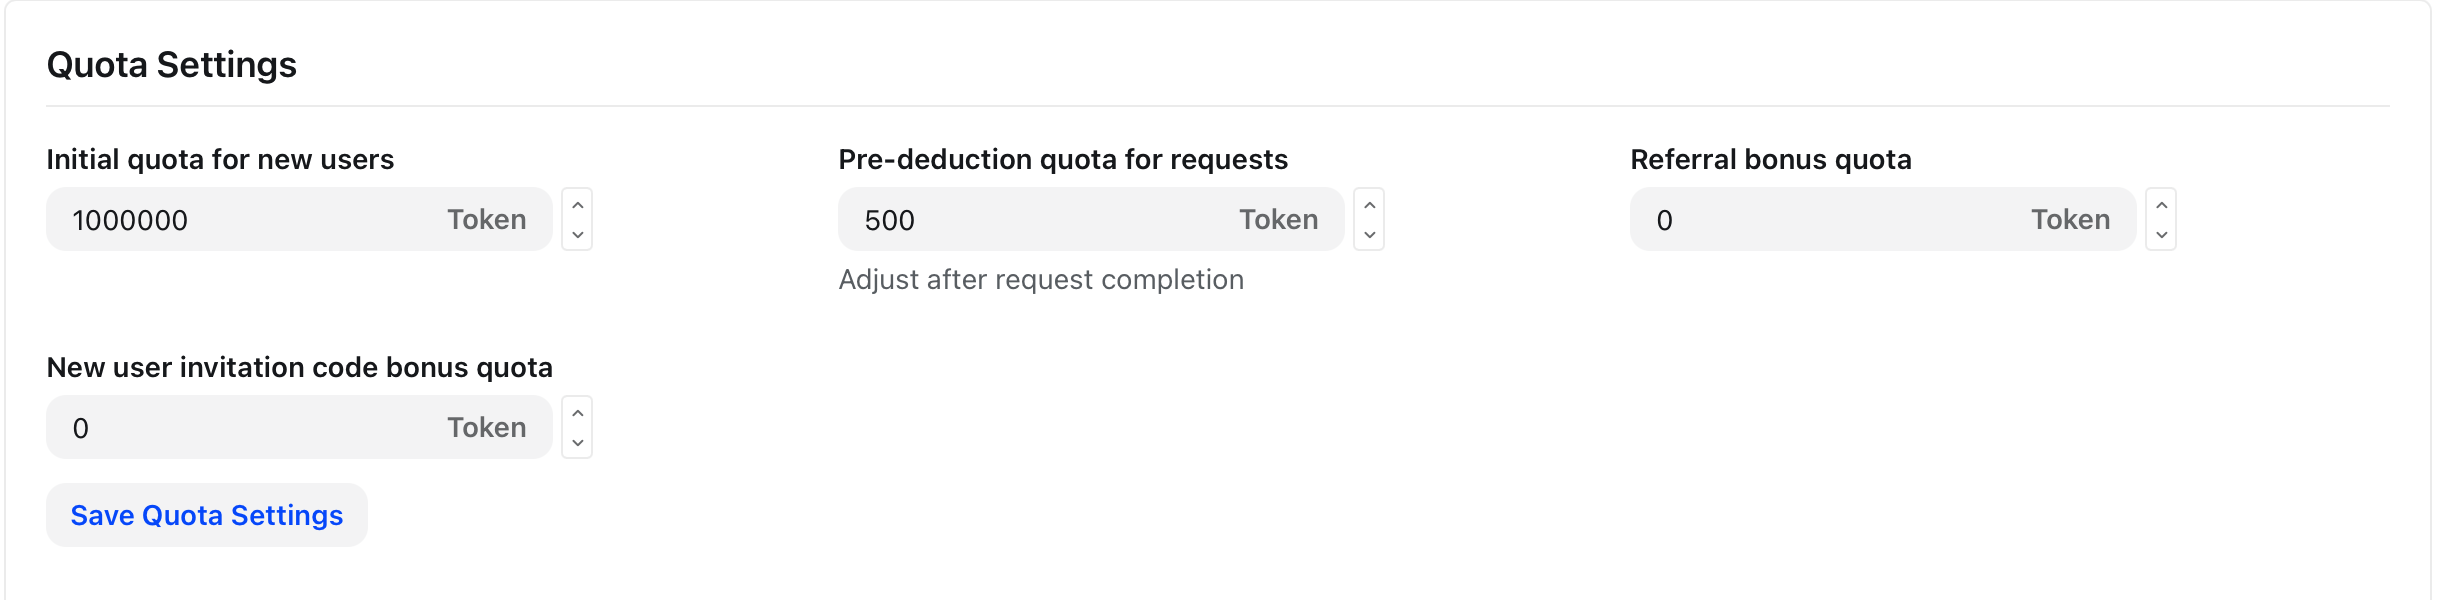 Quota Settings
Initial quota for new users
1000000 Token
Pre-deduction quota for requests
500 Token
Adjust after request completion
Referral bonus quota
0 Token
New user invitation code bonus quota
0 Token
Save Quota Settings